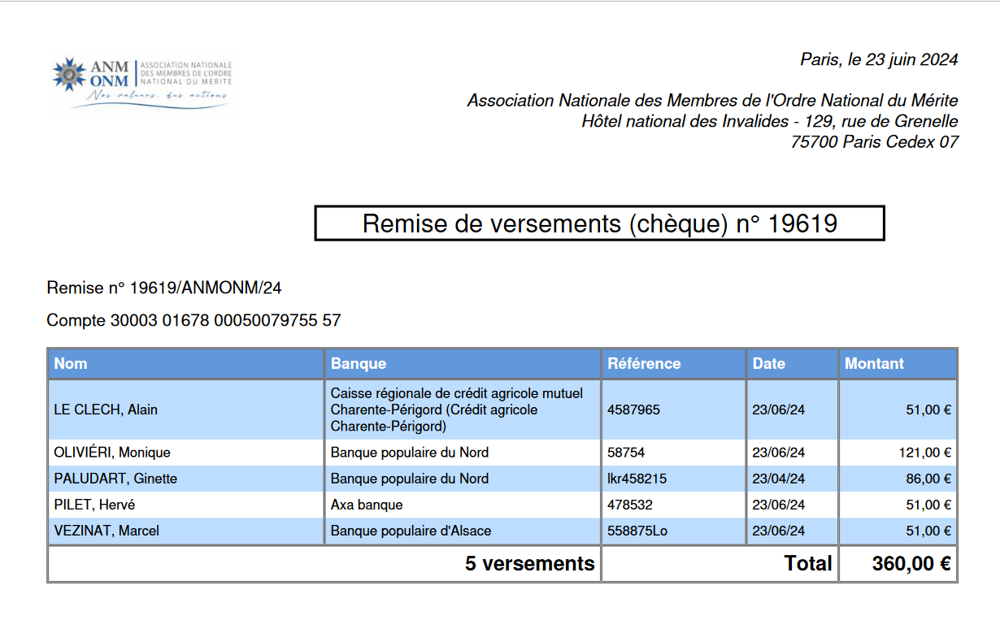 ANM
ONM
ASSOCIATION NATIONALE
DES MEMBRES DE L'ORDRE
NATIONAL DU MÉRITE
Nos valeurs, des actions
Paris, le 23 juin 2024
Association Nationale des Membres de l'Ordre National du Mérite
Hôtel national des Invalides - 129, rue de Grenelle
75700 Paris Cedex 07
Remise de versements (chèque) n° 19619
Remise n° 19619/ANMONM/24
Compte 30003 01678 00050079755 57
Nom Banque Référence Date Montant
LE CLECH, Alain Caisse régionale de crédit agricole mutuel
Charente-Périgord (Crédit agricole
Charente-Périgord) 4587965 23/06/24 51,00 €
OLIVIÉRI, Monique Banque populaire du Nord 58754 23/06/24 121,00 €
PALUDART, Ginette Banque populaire du Nord lkr458215 23/04/24 86,00 €
PILET, Hervé Axa banque 478532 23/06/24 51,00 €
VEZINAT, Marcel Banque populaire d'Alsace 558875Lo 23/06/24 51,00 €
5 versements Total 360,00 €